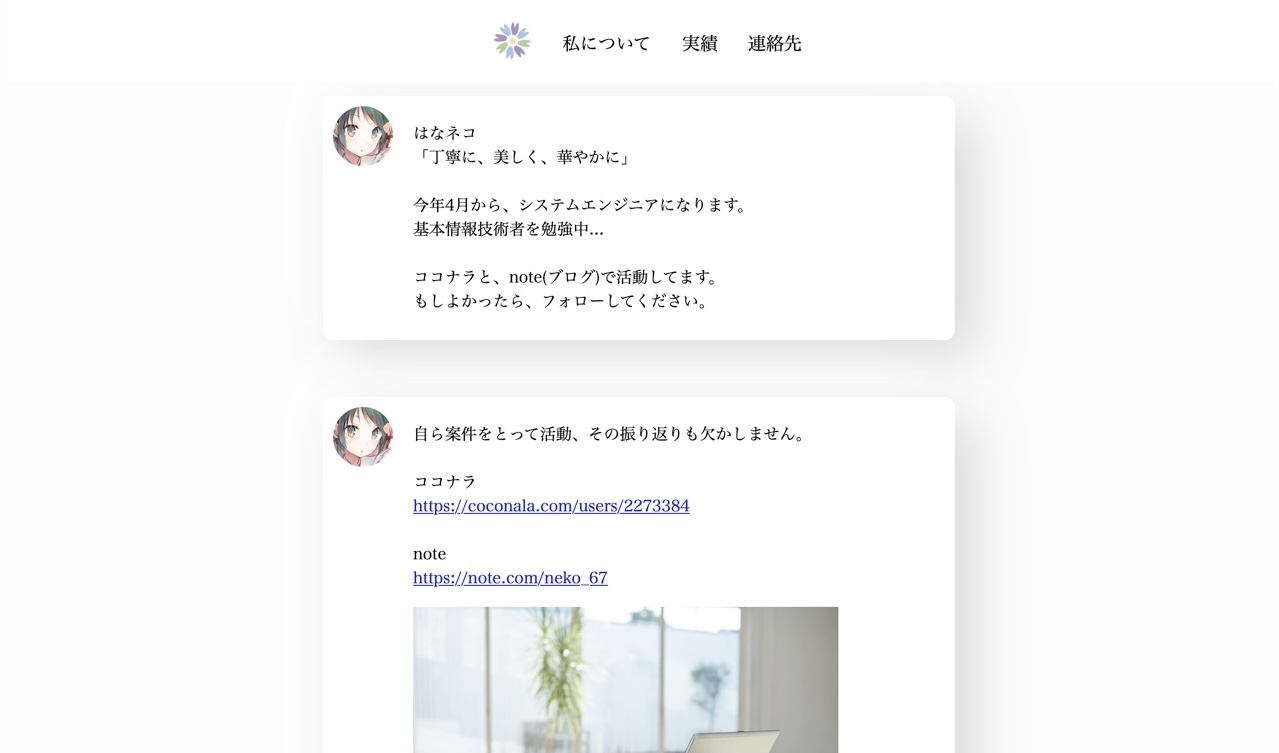 私について 実績 連絡先
はなネコ
「丁寧に、美しく、華やかに」
今年4月から、システムエンジニアになります。
基本情報技術者を勉強中...
ココナラと、note(ブログ)で活動してます。
もしよかったら、フォローしてください。
自ら案件をとって活動、その振り返りも欠かしません。
ココナラ
https://coconala.com/users/2273384
note
https://note.com/neko_67